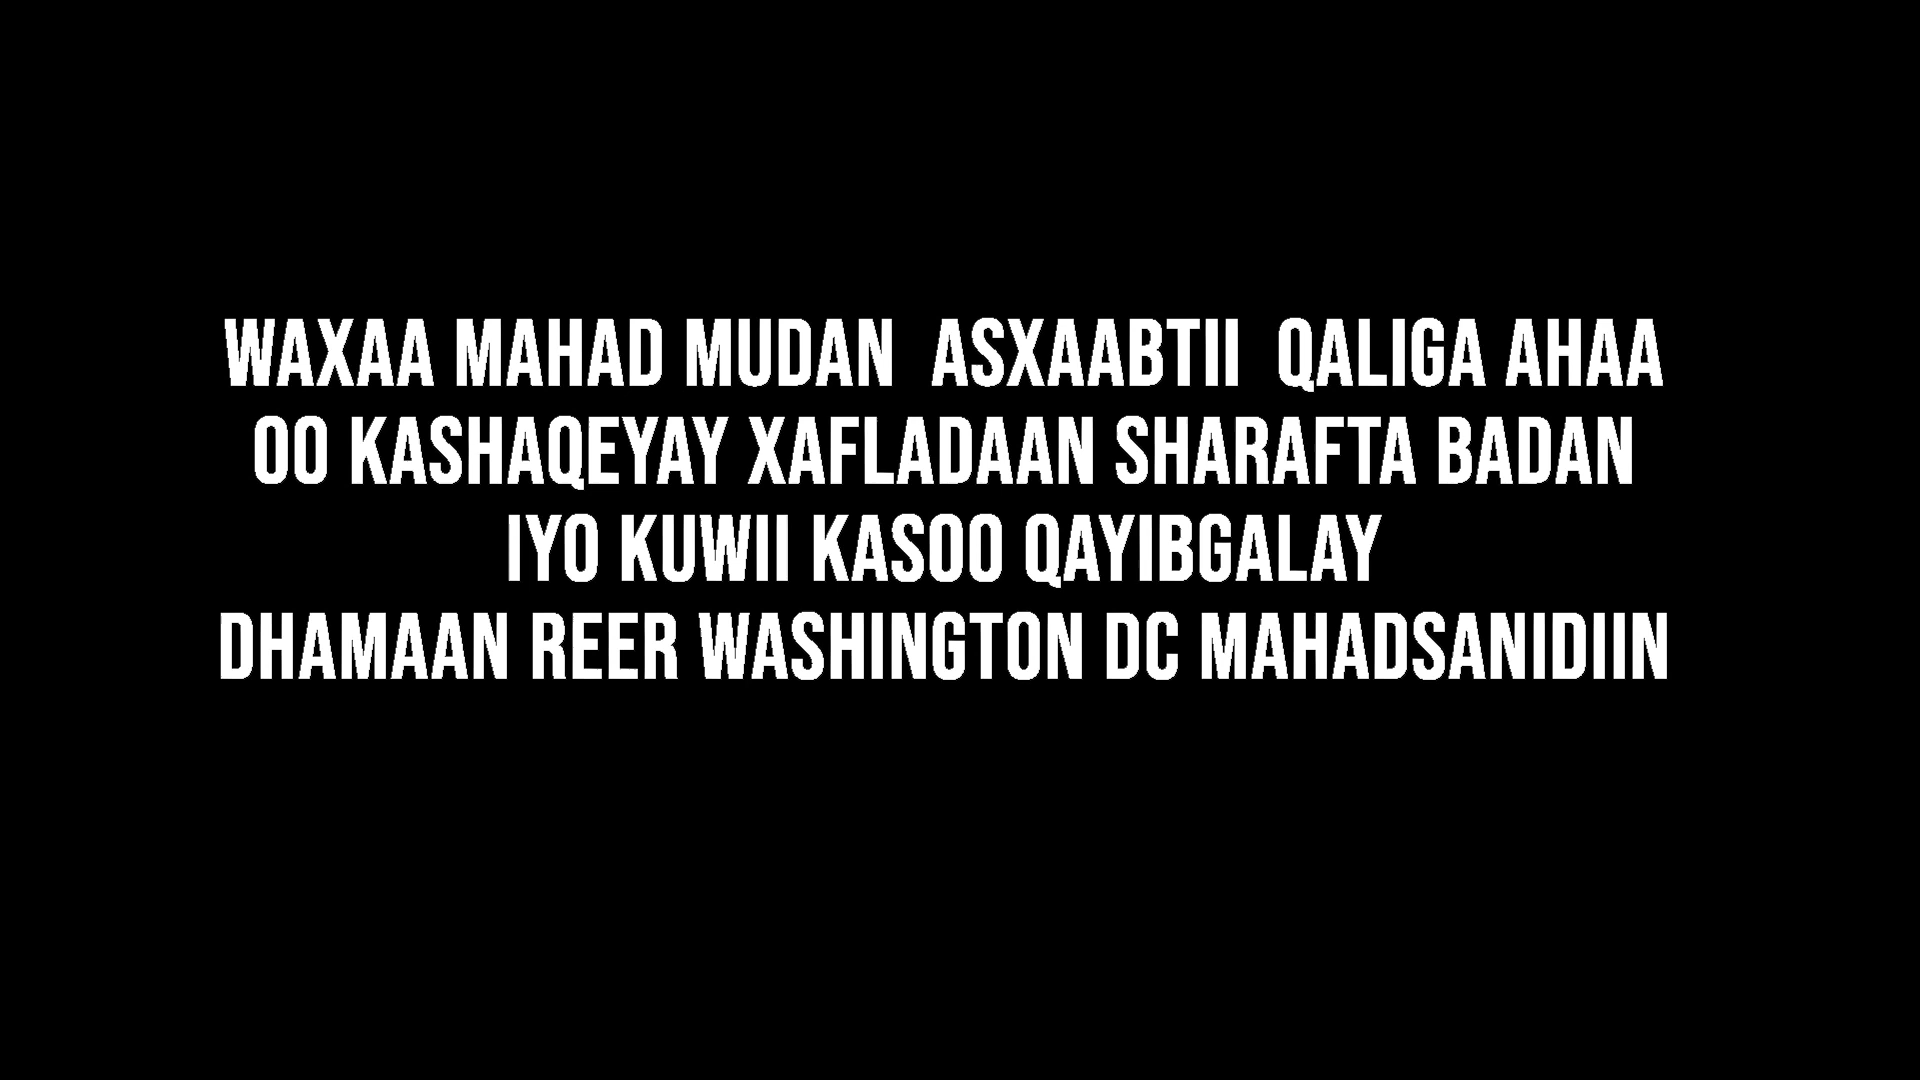 WAXAA MAHAD MUDAN  ASXAABTII  QALIGA AHAA
OO KASHAQEYAY XAFLADAAN SHARAFTA BADAN
IYO KUWII KASOO QAYIBGALAY
DHAMAAN REER WASHINGTON DC MAHADSANIDIIN